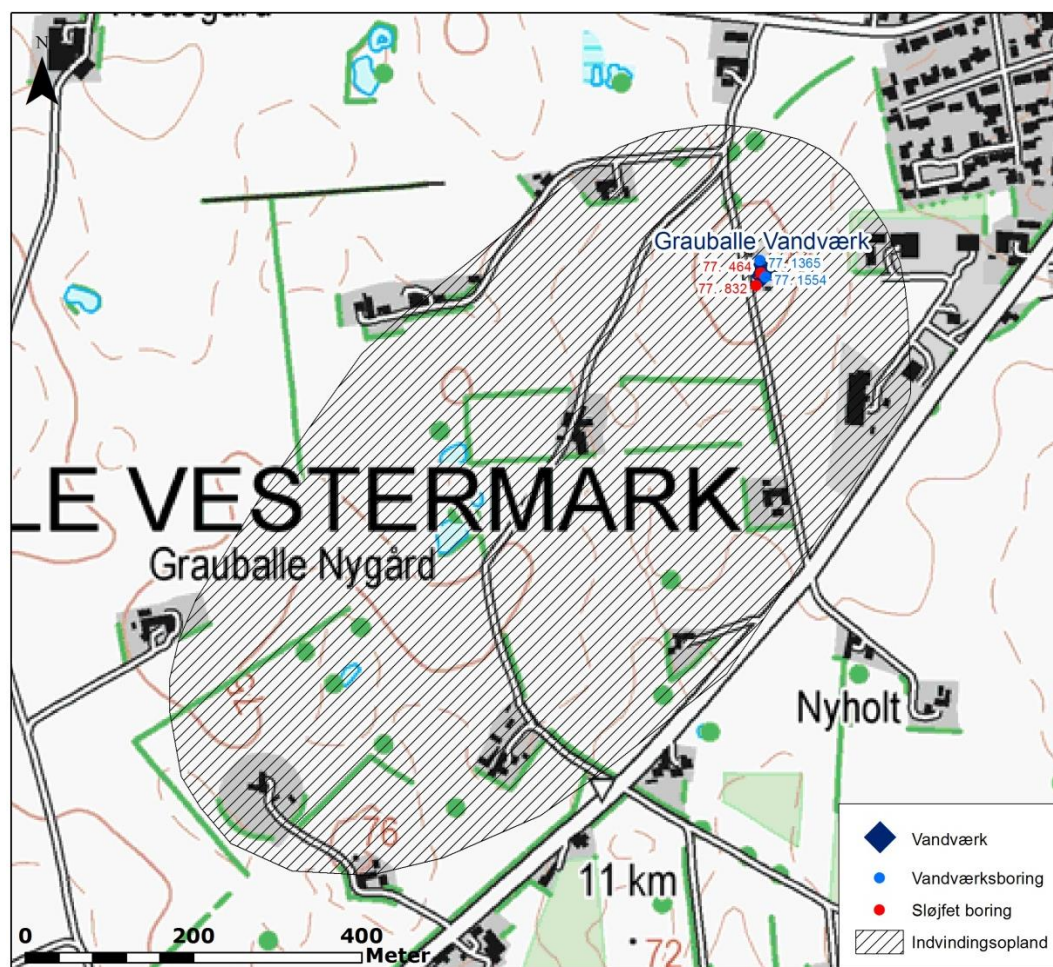 N
Grauballe Vandværk
77. 1365
77. 464
77. 1554
77. 832
LE VESTERMARK
Grauballe Nygård
Nyholt
76
11 km
72
0 200 400
Meter
Vandværk
Vandværksboring
Sløjfet boring
Indvindingsopland